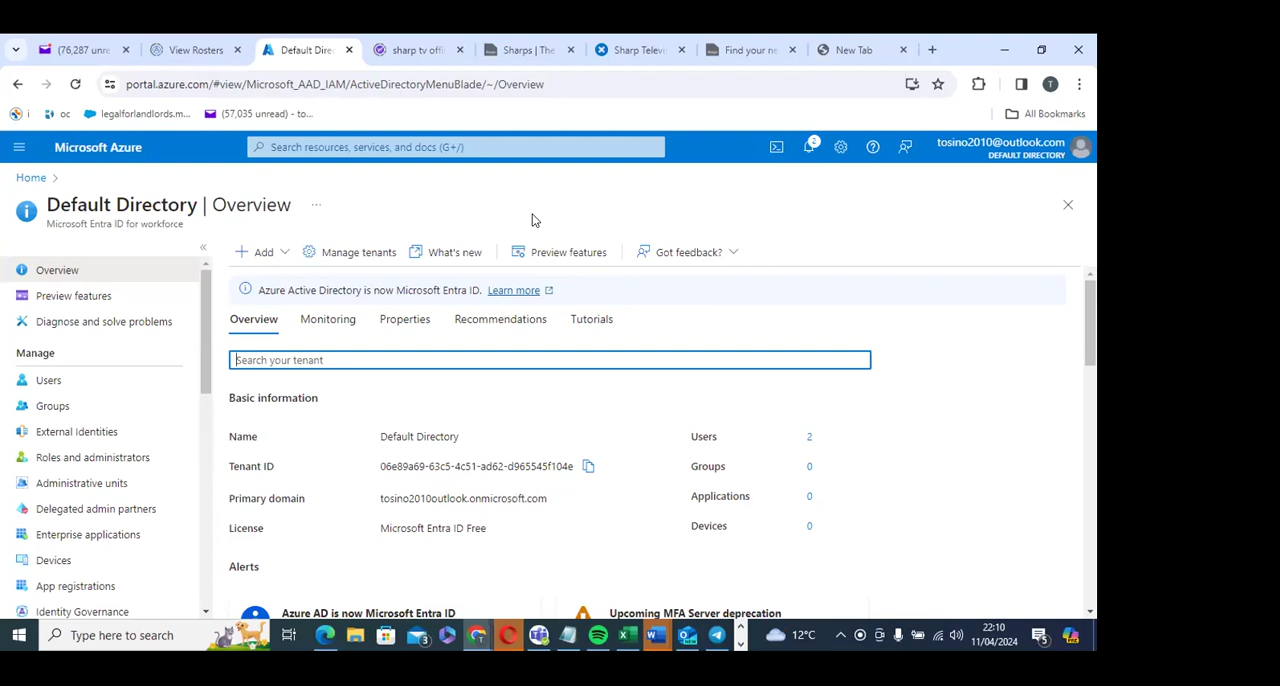 (76,287 unre
View Rosters
Default Dire
sharp tv offi
Sharps | The
Sharp Televi
Find your ne
New Tab
portal.azure.com/#view/Microsoft_AAD_IAM/ActiveDirectoryMenuBlade/~/Overview
i
oc
legalforlandlords.m...
(57,035 unread) - to...
All Bookmarks
T
Microsoft Azure
Search resources, services, and docs (G+/)
2
tosino2010@outlook.com
DEFAULT DIRECTORY
Home >
Default Directory | Overview ...
Microsoft Entra ID for workforce
Add
Manage tenants
What's new
Preview features
Got feedback?
Overview
Preview features
Diagnose and solve problems
Manage
Users
Groups
External Identities
Roles and administrators
Administrative units
Delegated admin partners
Enterprise applications
Devices
App registrations
Identity Governance
Azure Active Directory is now Microsoft Entra ID. Learn more
Overview Monitoring Properties Recommendations Tutorials
Search your tenant
Basic information
Name Default Directory Users 2
Tenant ID 06e89a69-63c5-4c51-ad62-d965545f104e Groups 0
Primary domain tosino2010outlook.onmicrosoft.com Applications 0
License Microsoft Entra ID Free Devices 0
Alerts
Azure AD is now Microsoft Entra ID
Upcoming MFA Server deprecation
Type here to search
3
12°C
22:10
11/04/2024
5